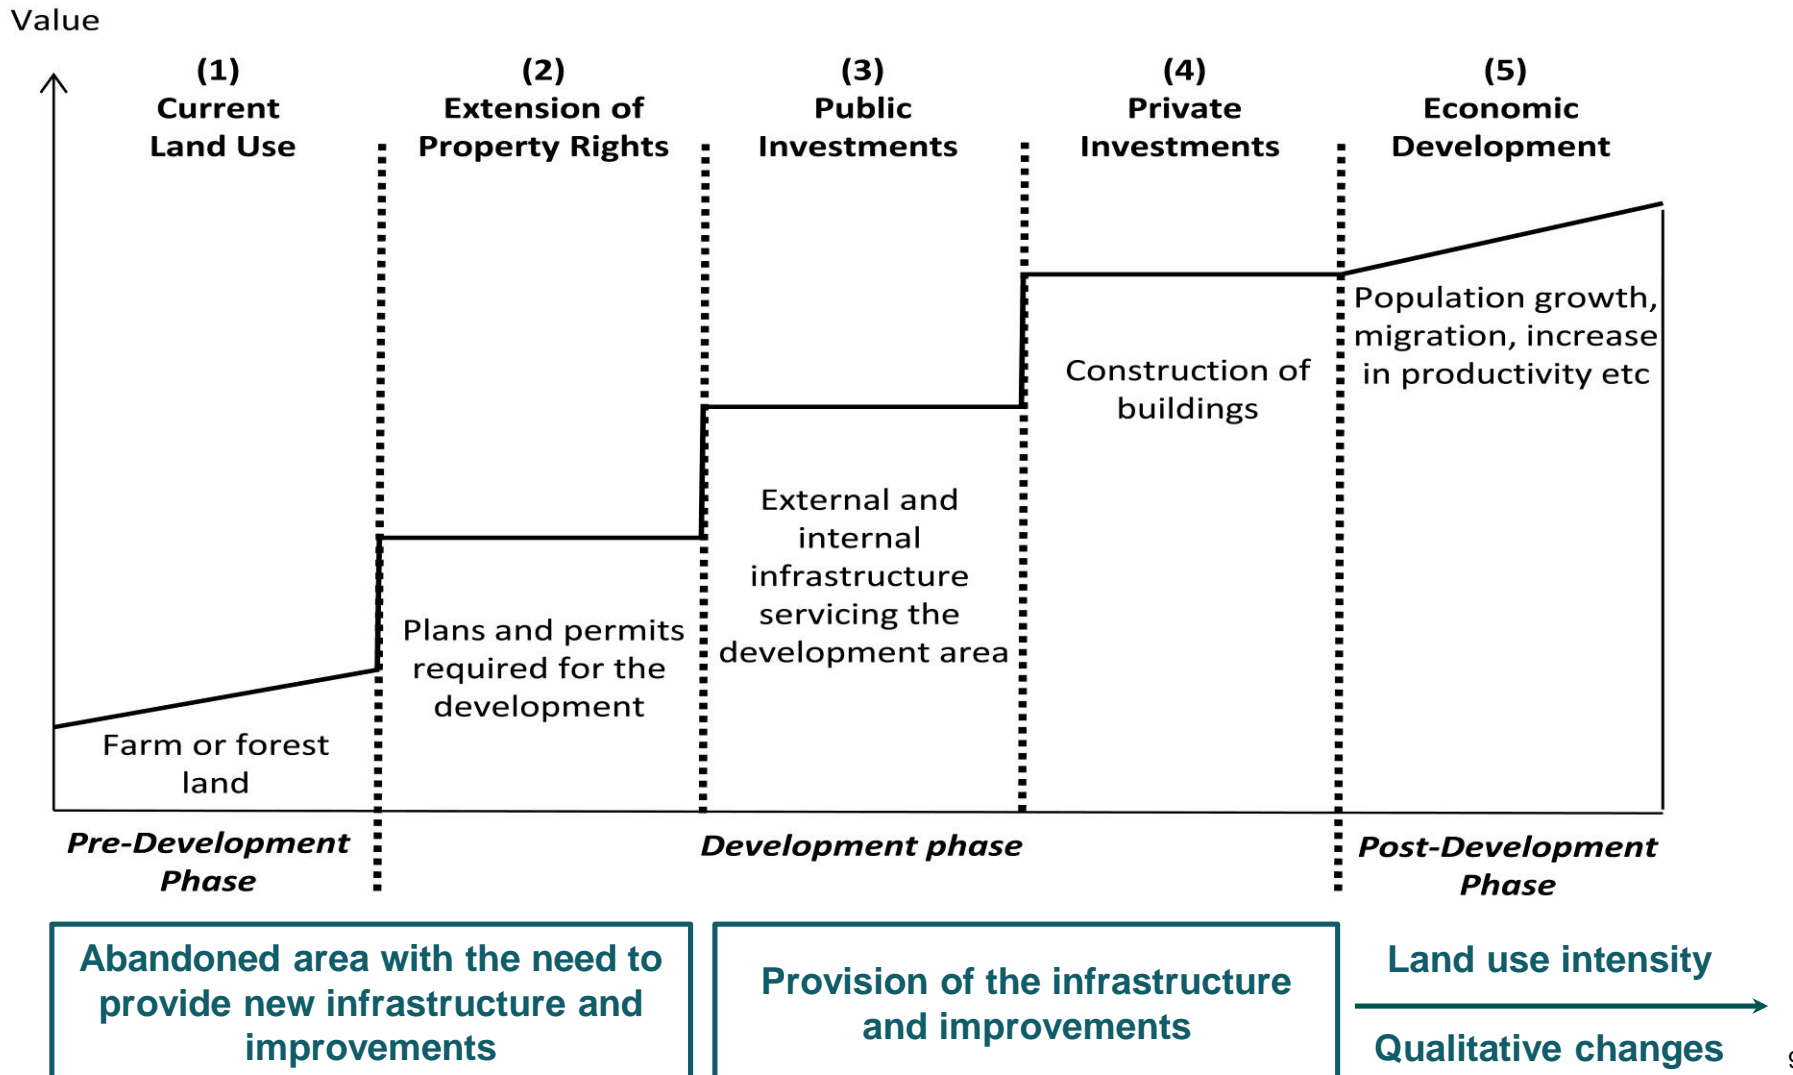 Value
(1)
Current
Land Use
(2)
Extension of
Property Rights
(3)
Public
Investments
(4)
Private
Investments
(5)
Economic
Development
Farm or forest
land
Plans and permits
required for the
development
External and
internal
infrastructure
servicing the
development area
Construction of
buildings
Population growth,
migration, increase
in productivity etc
Pre-Development
Phase
Development phase
Post-Development
Phase
Abandoned area with the need to
provide new infrastructure and
improvements
Provision of the infrastructure
and improvements
Land use intensity
Qualitative changes